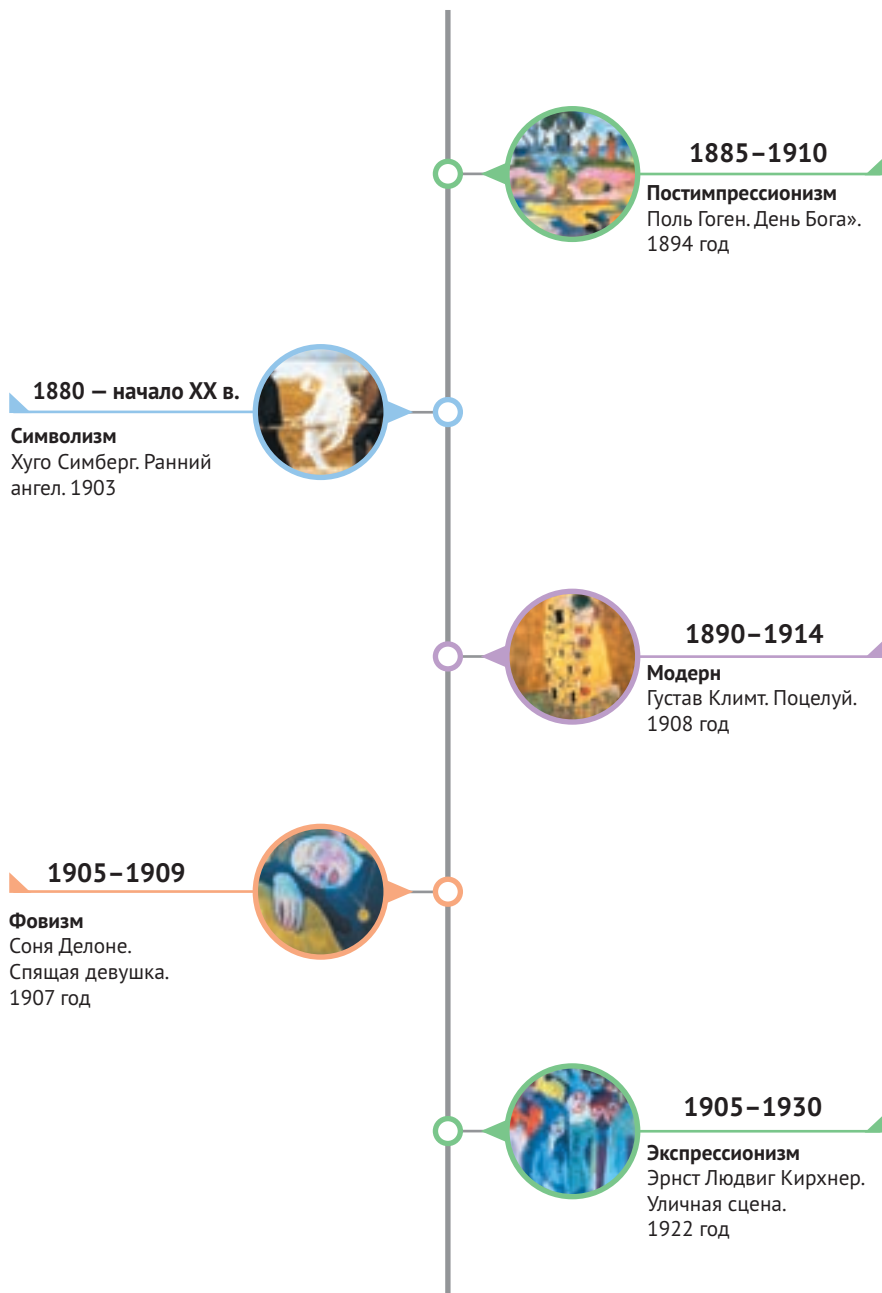 1885–1910
Постимпрессионизм
Поль Гоген. День Бога».
1894 год
1880 — начало XX в.
Символизм
Хуго Симберг. Ранний
ангел. 1903
1890–1914
Модерн
Густав Климт. Поцелуй.
1908 год
1905–1909
Фовизм
Соня Делоне.
Спящая девушка.
1907 год
1905–1930
Экспрессионизм
Эрнст Людвиг Кирхнер.
Уличная сцена.
1922 год